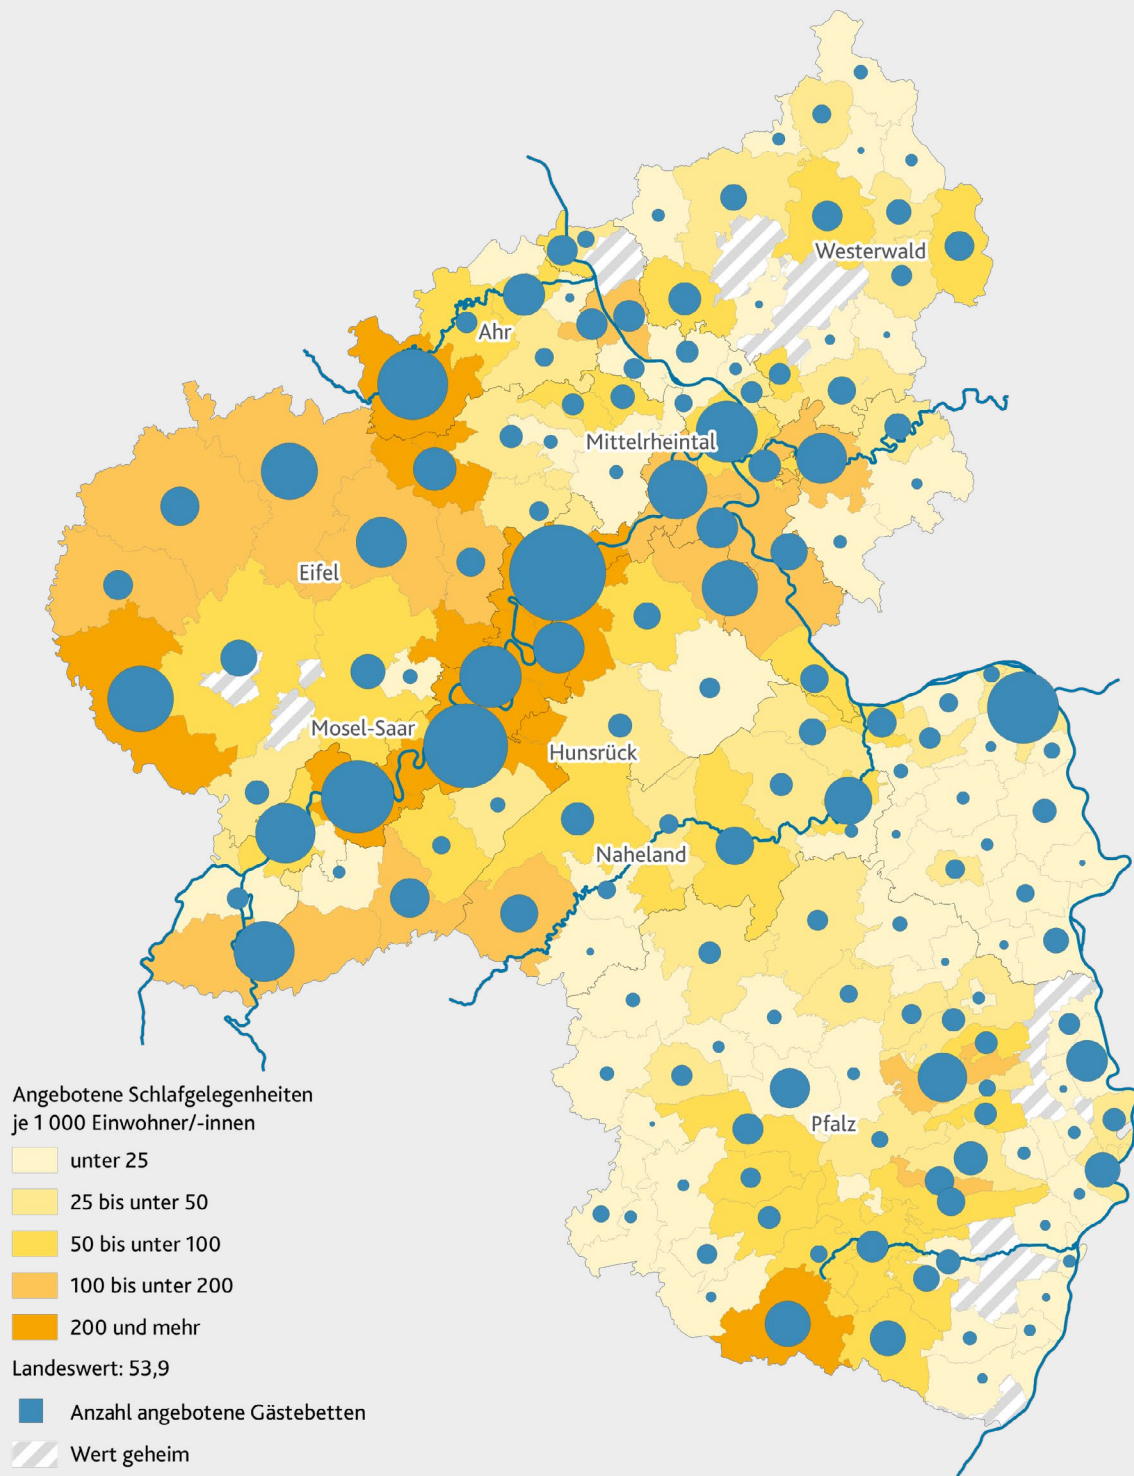 Westerwald
Ahr
Mittelrheintal
Eifel
Mosel-Saar
Hunsrück
Naheland
Pfalz
Angebotene Schlafgelegenheiten
je 1 000 Einwohner/-innen
unter 25
25 bis unter 50
50 bis unter 100
100 bis unter 200
200 und mehr
Landeswert: 53,9
Anzahl angebotene Gästebetten
Wert geheim